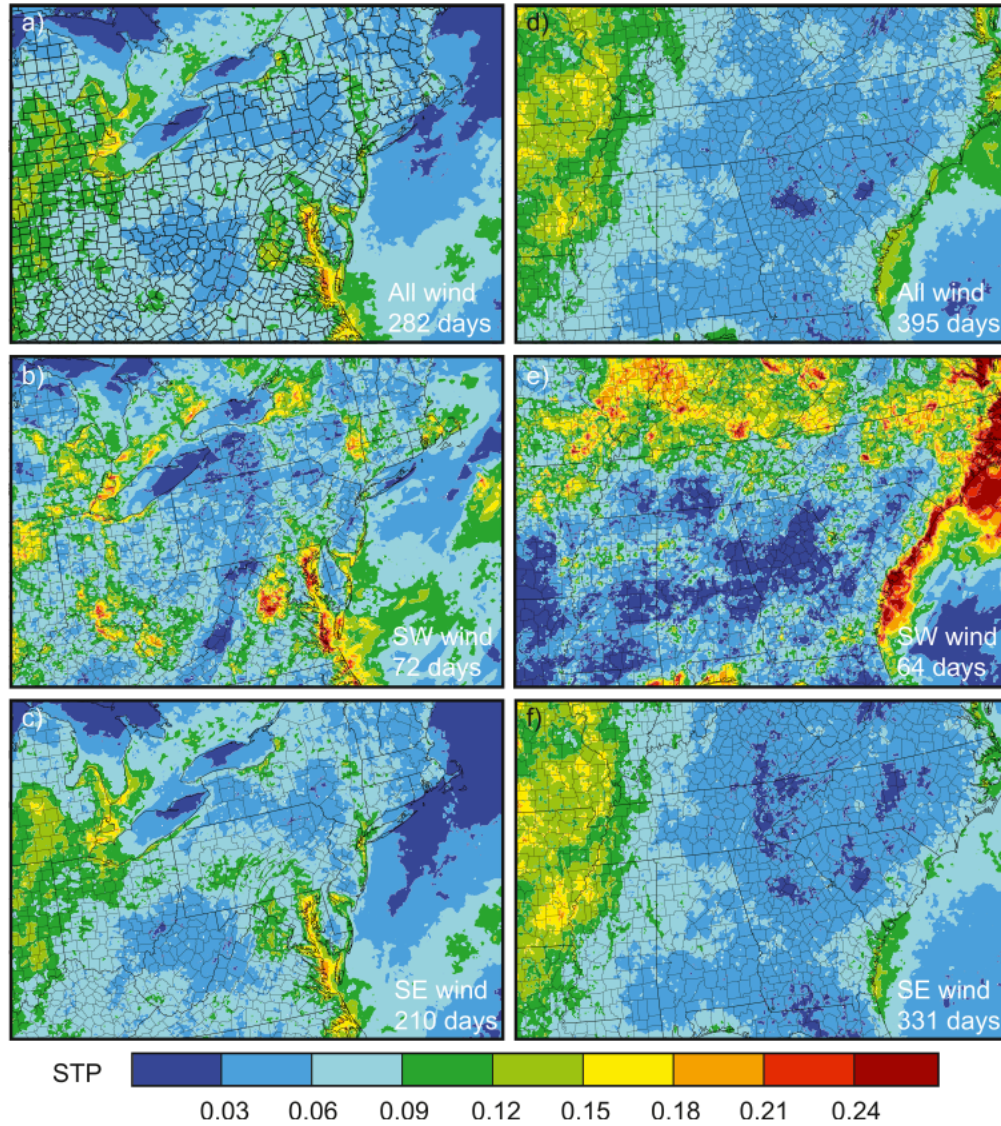 a)
All wind
282 days
d)
All wind
395 days
b)
SW wind
72 days
e)
SW wind
64 days
c)
SE wind
210 days
f)
SE wind
331 days
STP
0.03 0.06 0.09 0.12 0.15 0.18 0.21 0.24